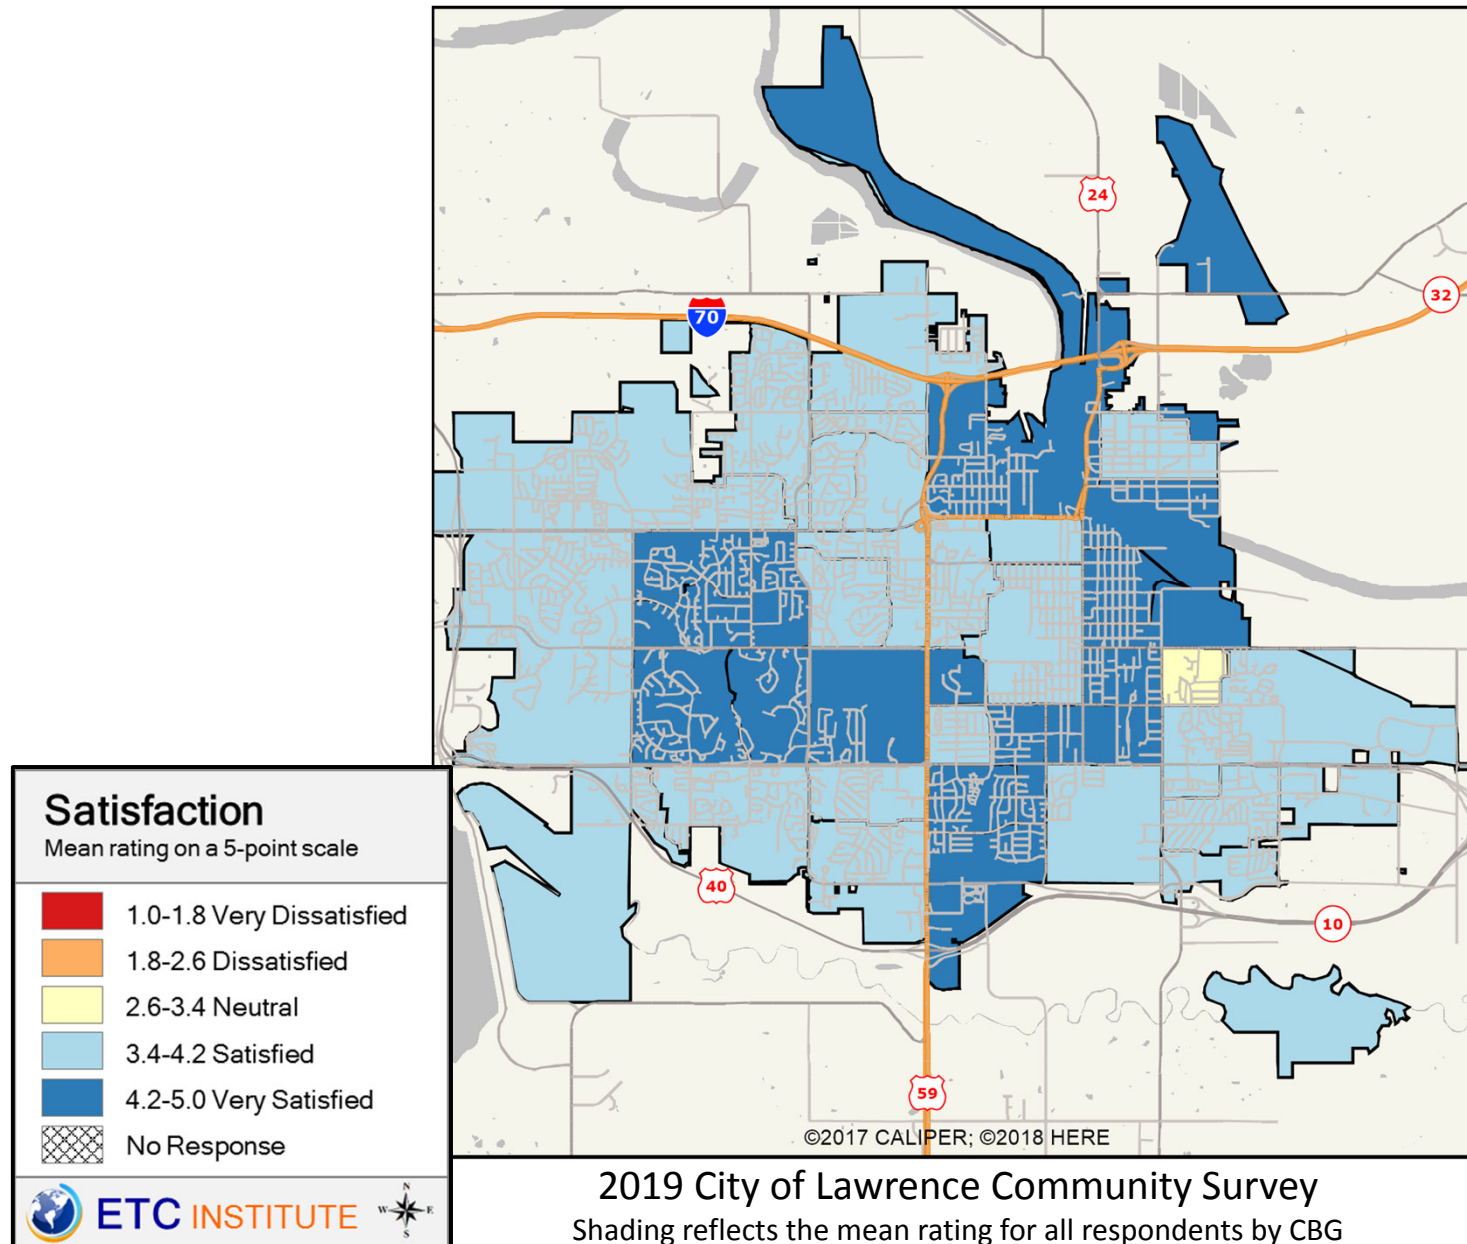 24
32
70
40
10
59
©2017 CALIPER; ©2018 HERE
Satisfaction
Mean rating on a 5-point scale
1.0-1.8 Very Dissatisfied
1.8-2.6 Dissatisfied
2.6-3.4 Neutral
3.4-4.2 Satisfied
4.2-5.0 Very Satisfied
No Response
ETC INSTITUTE
N
W E
S
2019 City of Lawrence Community Survey
Shading reflects the mean rating for all respondents by CBG